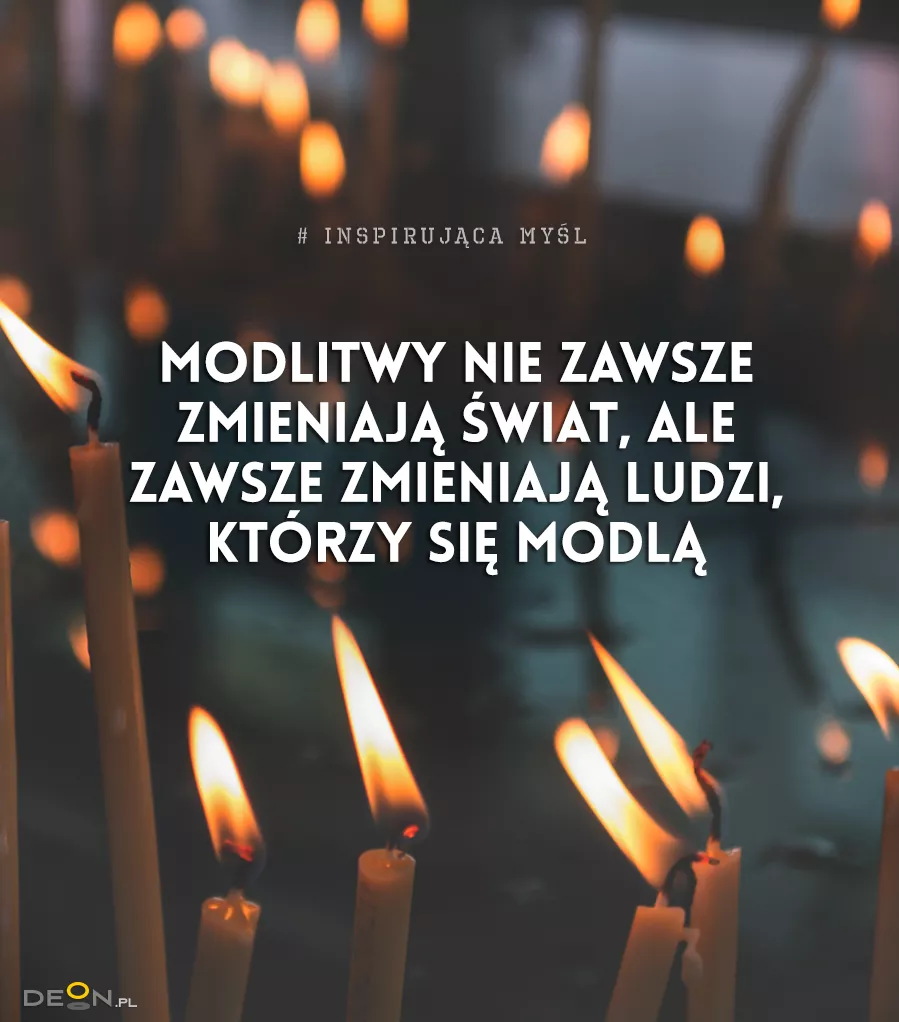 # INSPIRUJĄCA MYŚL
MODLITWY NIE ZAWSZE
ZMIENIAJĄ ŚWIAT, ALE
ZAWSZE ZMIENIAJĄ LUDZI,
KTÓRZY SIĘ MODLĄ
DEON.PL